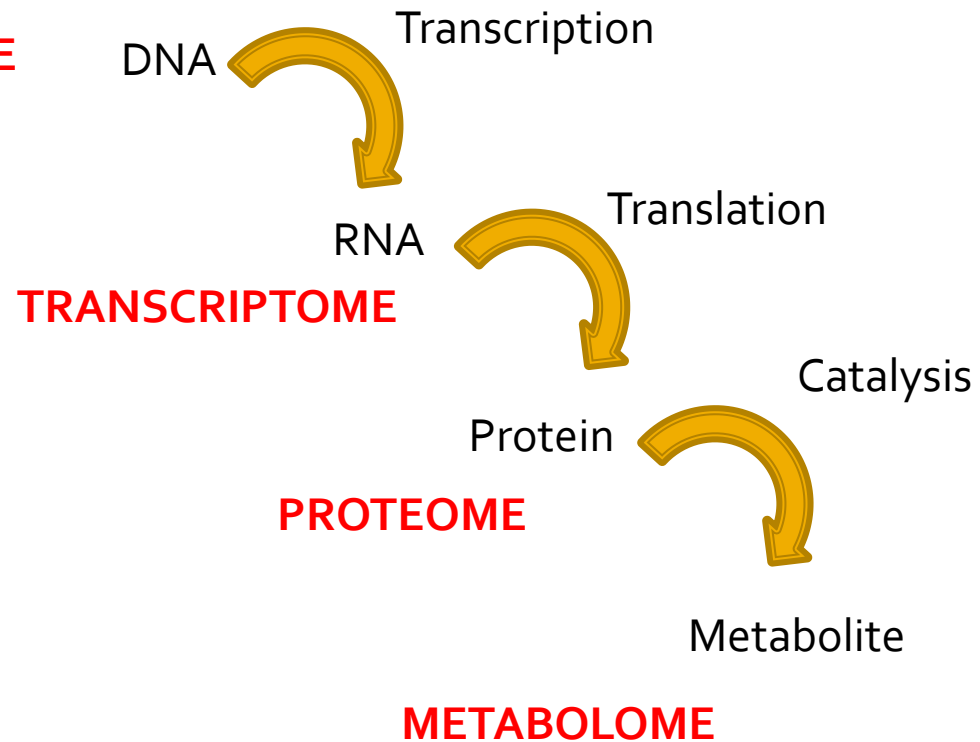 Transcription
E
DNA
Translation
RNA
TRANSCRIPTOME
Catalysis
Protein
PROTEOME
Metabolite
METABOLOME